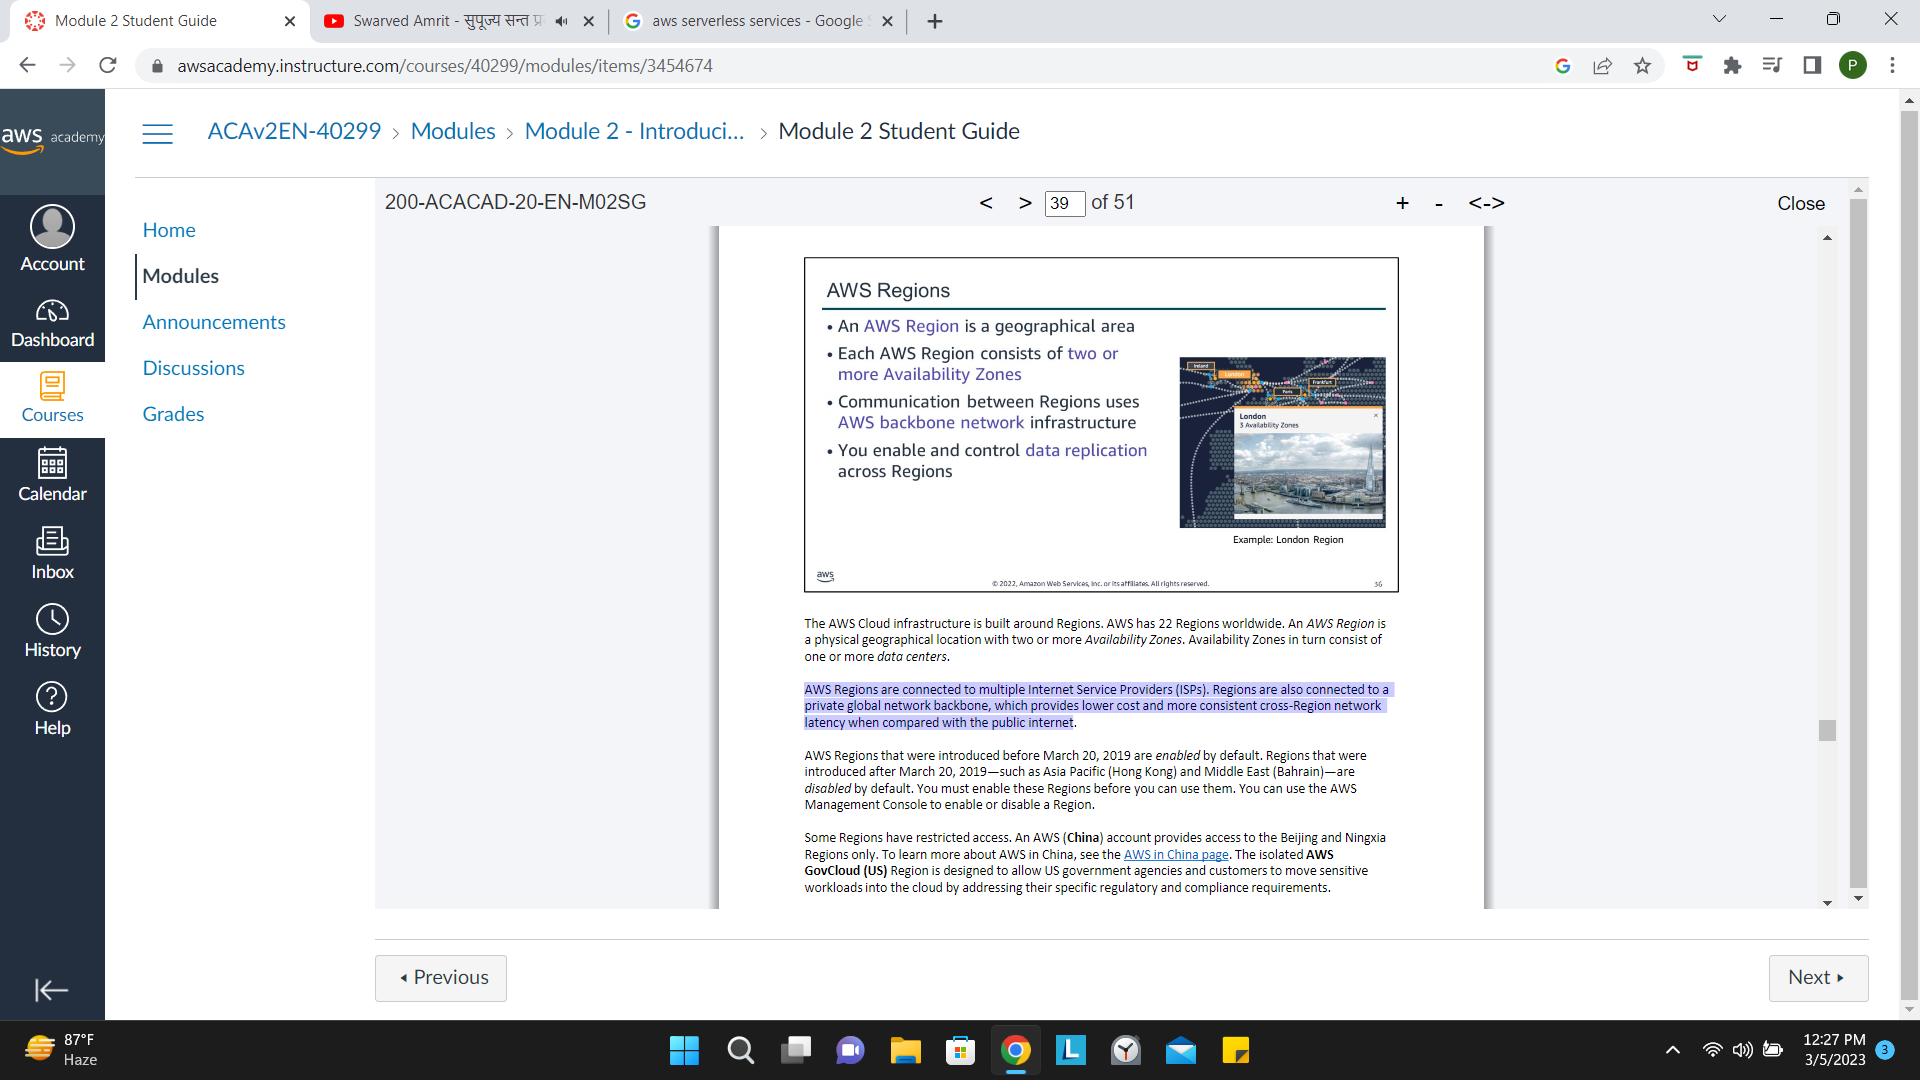 Module 2 Student Guide
Swarved Amrit - सुपूज्य सन्त प्र
aws serverless services - Google S
awsacademy.instructure.com/courses/40299/modules/items/3454674
P
aws academy
ACAv2EN-40299 > Modules > Module 2 - Introduci... > Module 2 Student Guide
200-ACACAD-20-EN-M02SG
< > 39 of 51
+ - <->
Close
Account
Dashboard
Courses
Calendar
Inbox
History
Help
Home
Modules
Announcements
Discussions
Grades
AWS Regions
• An AWS Region is a geographical area
• Each AWS Region consists of two or
more Availability Zones
• Communication between Regions uses
AWS backbone network infrastructure
• You enable and control data replication
across Regions
Ireland
London
Frankfurt
Paris
London
3 Availability Zones
Example: London Region
aws
© 2022, Amazon Web Services, Inc. or its affiliates. All rights reserved.
36
The AWS Cloud infrastructure is built around Regions. AWS has 22 Regions worldwide. An AWS Region is
a physical geographical location with two or more Availability Zones. Availability Zones in turn consist of
one or more data centers.
AWS Regions are connected to multiple Internet Service Providers (ISPs). Regions are also connected to a
private global network backbone, which provides lower cost and more consistent cross-Region network
latency when compared with the public internet.
AWS Regions that were introduced before March 20, 2019 are enabled by default. Regions that were
introduced after March 20, 2019—such as Asia Pacific (Hong Kong) and Middle East (Bahrain)—are
disabled by default. You must enable these Regions before you can use them. You can use the AWS
Management Console to enable or disable a Region.
Some Regions have restricted access. An AWS (China) account provides access to the Beijing and Ningxia
Regions only. To learn more about AWS in China, see the AWS in China page. The isolated AWS
GovCloud (US) Region is designed to allow US government agencies and customers to move sensitive
workloads into the cloud by addressing their specific regulatory and compliance requirements.
Previous
Next
87°F
Haze
L
12:27 PM
3/5/2023
3